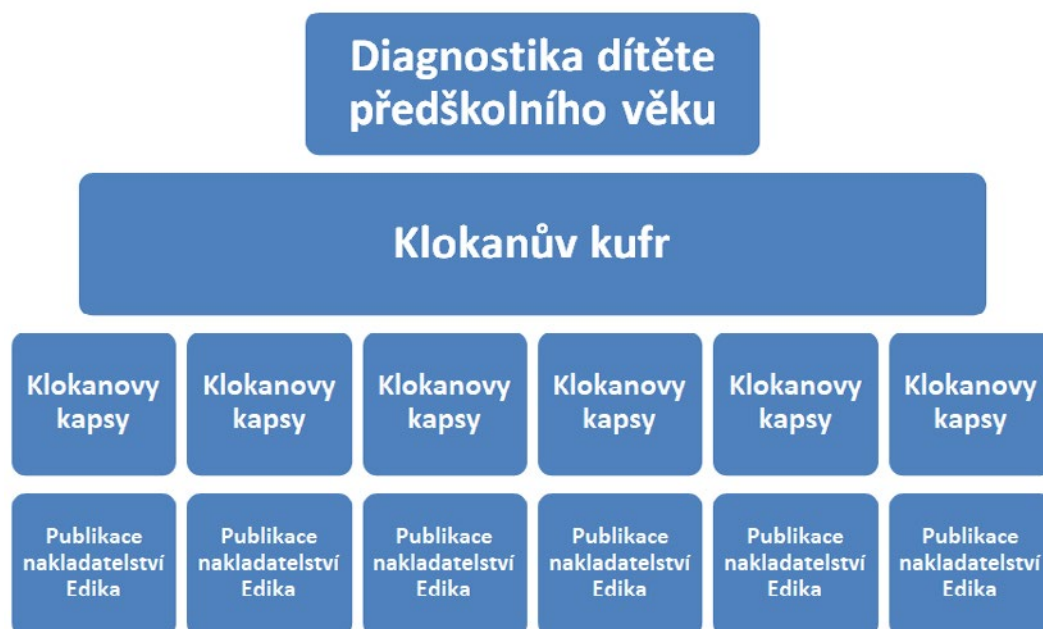 Diagnostika dítěte
předškolního věku
Klokanův kufr
Klokanovy
kapsy
Klokanovy
kapsy
Klokanovy
kapsy
Klokanovy
kapsy
Klokanovy
kapsy
Klokanovy
kapsy
Publikace
nakladatelství
Edika
Publikace
nakladatelství
Edika
Publikace
nakladatelství
Edika
Publikace
nakladatelství
Edika
Publikace
nakladatelství
Edika
Publikace
nakladatelství
Edika